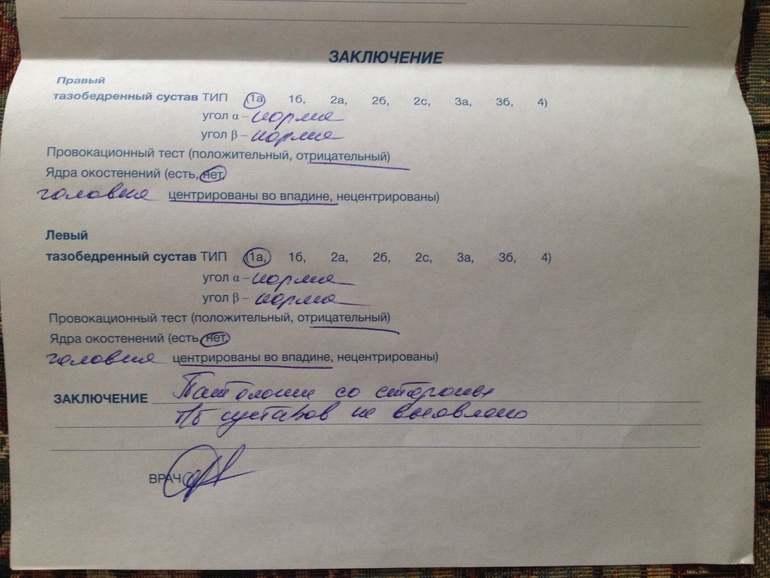 ЗАКЛЮЧЕНИЕ
Правый
тазобедренный сустав ТИП 1а, 1б, 2а, 2б, 2с, 3а, 3б, 4)
угол α – норма
угол β – норма
Провокационный тест (положительный, отрицательный)
Ядра окостенений (есть, нет,
головка центрированы во впадине, нецентрированы)
Левый
тазобедренный сустав ТИП 1а, 1б, 2а, 2б, 2с, 3а, 3б, 4)
угол α – норма
угол β – норма
Провокационный тест (положительный, отрицательный)
Ядра окостенений (есть нет,
головка центрированы во впадине, нецентрированы)
ЗАКЛЮЧЕНИЕ Патологии со стороны
т/б суставов не выявлено
ВРАЧ